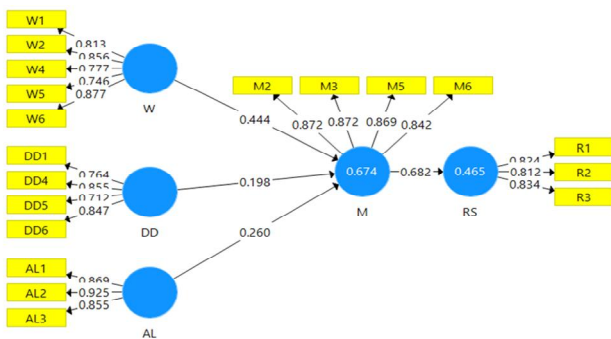 W1
W2
W4
W5
W6
0.813
0.856
0.777
0.746
0.877
W
DD1
DD4
DD5
DD6
0.764
0.855
0.712
0.847
DD
AL1
AL2
AL3
0.869
0.925
0.855
AL
0.444
0.198
0.260
M2
M3
M5
M6
0.872
0.872
0.869
0.842
0.674
M
0.682
0.465
RS
0.824
0.812
0.834
R1
R2
R3